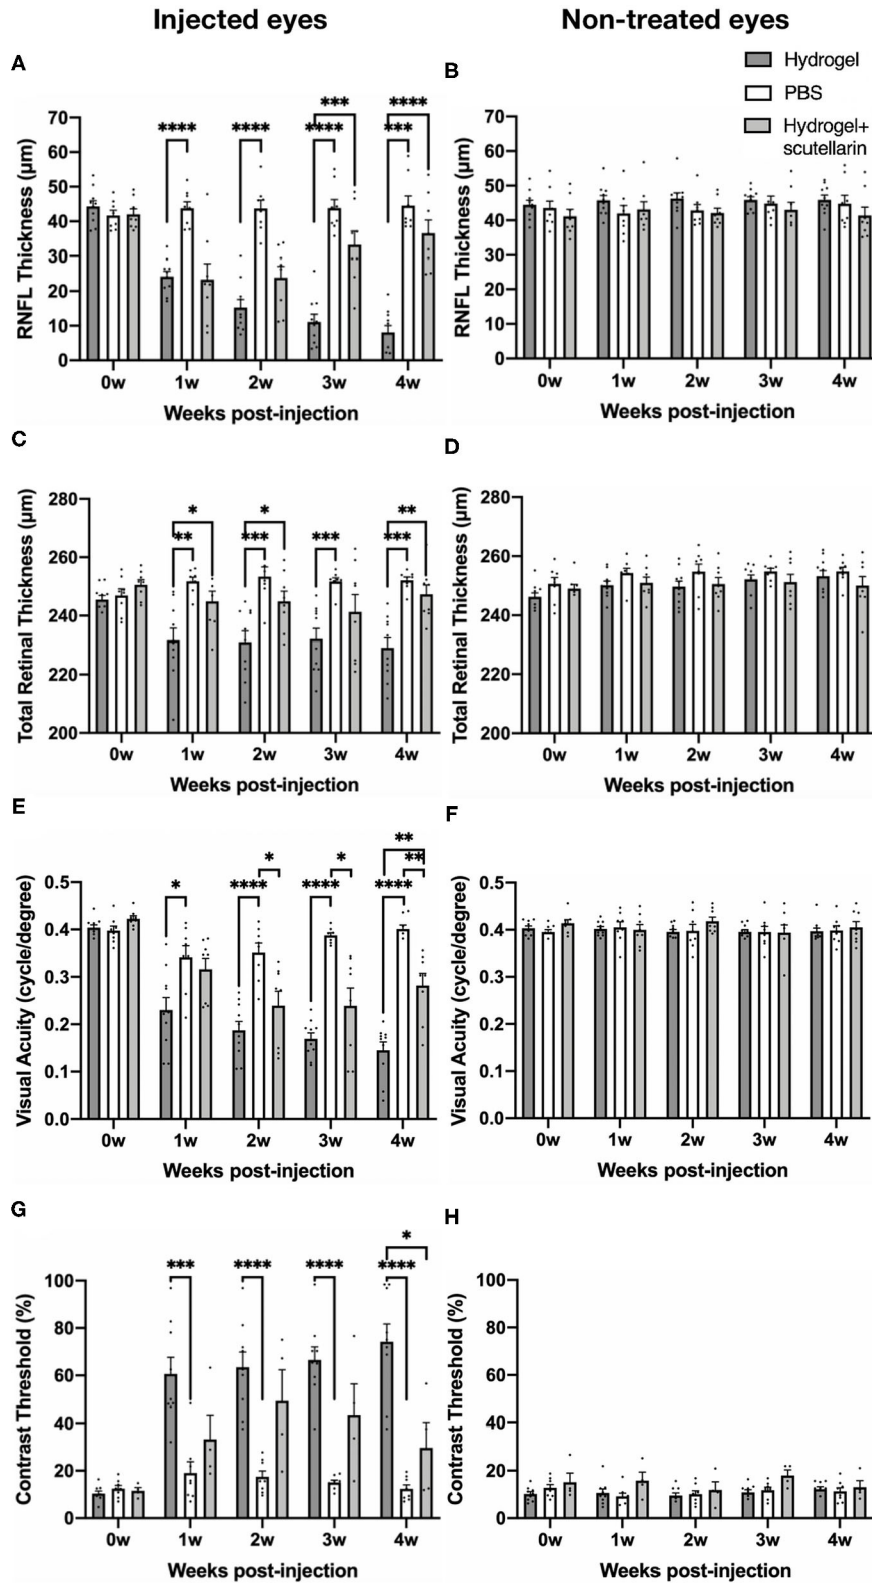 Injected eyes
Non-treated eyes
Hydrogel
PBS
Hydrogel+
scutellarin
A
RNFL Thickness (µm)
70
60
50
40
30
20
10
0
**** **** **** *** *** ****
0w 1w 2w 3w 4w
Weeks post-injection
B
RNFL Thickness (µm)
70
60
50
40
30
20
10
0
0w 1w 2w 3w 4w
Weeks post-injection
C
Total Retinal Thickness (µm)
280
260
240
220
200
** * *** * *** *** **
0w 1w 2w 3w 4w
Weeks post-injection
D
Total Retinal Thickness (µm)
280
260
240
220
200
0w 1w 2w 3w 4w
Weeks post-injection
E
Visual Acuity (cycle/degree)
0.5
0.4
0.3
0.2
0.1
0.0
* **** * **** * **** ** **
0w 1w 2w 3w 4w
Weeks post-injection
F
Visual Acuity (cycle/degree)
0.5
0.4
0.3
0.2
0.1
0.0
0w 1w 2w 3w 4w
Weeks post-injection
G
Contrast Threshold (%)
100
80
60
40
20
0
*** **** **** **** *
0w 1w 2w 3w 4w
Weeks post-injection
H
Contrast Threshold (%)
100
80
60
40
20
0
0w 1w 2w 3w 4w
Weeks post-injection